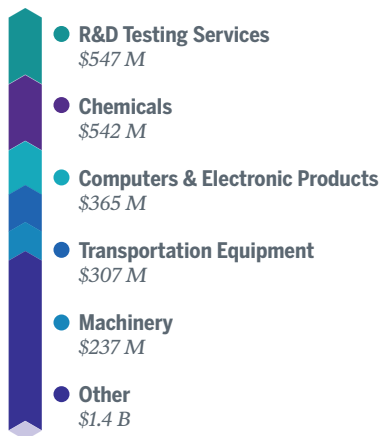 R&D Testing Services
$547 M
Chemicals
$542 M
Computers & Electronic Products
$365 M
Transportation Equipment
$307 M
Machinery
$237 M
Other
$1.4 B